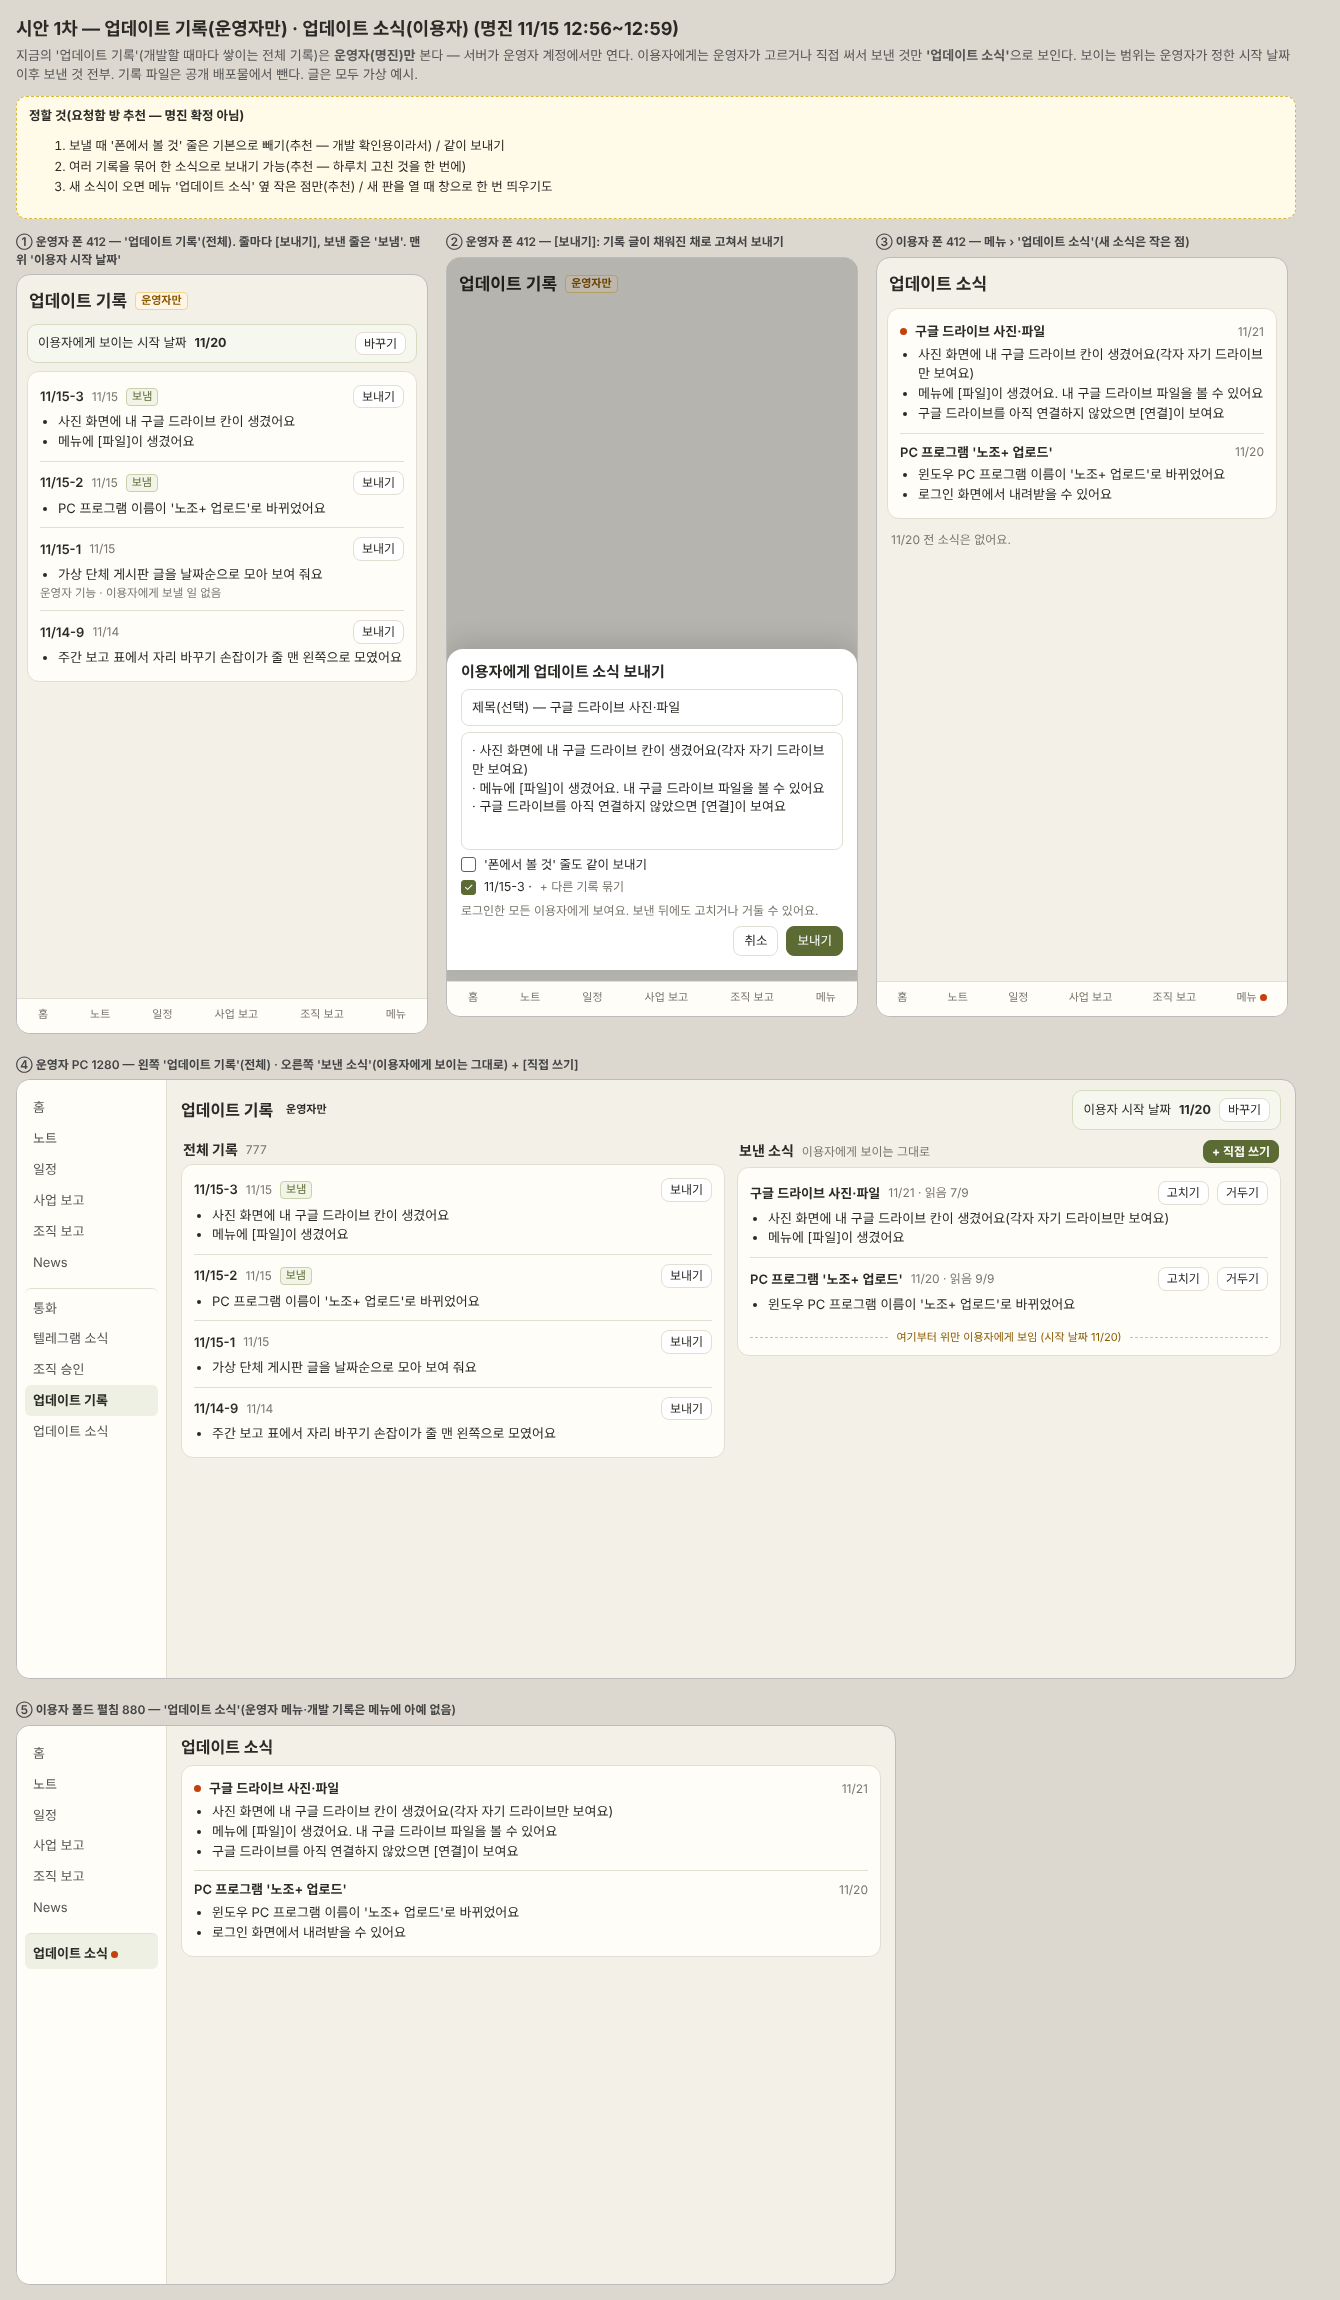 시안 1차 — 업데이트 기록(운영자만) · 업데이트 소식(이용자) (명진 11/15 12:56~12:59)
지금의 '업데이트 기록'(개발할 때마다 쌓이는 전체 기록)은 운영자(명진)만 본다 — 서버가 운영자 계정에서만 연다. 이용자에게는 운영자가 고르거나 직접 써서 보낸 것만 '업데이트 소식'으로 보인다. 보이는 범위는 운영자가 정한 시작 날짜
이후 보낸 것 전부. 기록 파일은 공개 배포물에서 뺀다. 글은 모두 가상 예시.
정할 것(요청함 방 추천 — 명진 확정 아님)
1. 보낼 때 '폰에서 볼 것' 줄은 기본으로 빼기(추천 — 개발 확인용이라서) / 같이 보내기
2. 여러 기록을 묶어 한 소식으로 보내기 가능(추천 — 하루치 고친 것을 한 번에)
3. 새 소식이 오면 메뉴 '업데이트 소식' 옆 작은 점만(추천) / 새 판을 열 때 창으로 한 번 띄우기도
① 운영자 폰 412 — '업데이트 기록'(전체). 줄마다 [보내기], 보낸 줄은 '보냄'. 맨
위 '이용자 시작 날짜'
업데이트 기록 운영자만
이용자에게 보이는 시작 날짜 11/20 바꾸기
11/15-3 11/15 보냄 보내기
• 사진 화면에 내 구글 드라이브 칸이 생겼어요
• 메뉴에 [파일]이 생겼어요
11/15-2 11/15 보냄 보내기
• PC 프로그램 이름이 '노조+ 업로드'로 바뀌었어요
11/15-1 11/15 보내기
• 가상 단체 게시판 글을 날짜순으로 모아 보여 줘요
운영자 기능 · 이용자에게 보낼 일 없음
11/14-9 11/14 보내기
• 주간 보고 표에서 자리 바꾸기 손잡이가 줄 맨 왼쪽으로 모였어요
홈 노트 일정 사업 보고 조직 보고 메뉴
② 운영자 폰 412 — [보내기]: 기록 글이 채워진 채로 고쳐서 보내기
업데이트 기록 운영자만
이용자에게 업데이트 소식 보내기
제목(선택) — 구글 드라이브 사진·파일
· 사진 화면에 내 구글 드라이브 칸이 생겼어요(각자 자기 드라이브
만 보여요)
· 메뉴에 [파일]이 생겼어요. 내 구글 드라이브 파일을 볼 수 있어요
· 구글 드라이브를 아직 연결하지 않았으면 [연결]이 보여요
'폰에서 볼 것' 줄도 같이 보내기
✓ 11/15-3 · + 다른 기록 묶기
로그인한 모든 이용자에게 보여요. 보낸 뒤에도 고치거나 거둘 수 있어요.
취소 보내기
홈 노트 일정 사업 보고 조직 보고 메뉴
③ 이용자 폰 412 — 메뉴 › '업데이트 소식'(새 소식은 작은 점)
업데이트 소식
구글 드라이브 사진·파일 11/21
• 사진 화면에 내 구글 드라이브 칸이 생겼어요(각자 자기 드라이브
만 보여요)
• 메뉴에 [파일]이 생겼어요. 내 구글 드라이브 파일을 볼 수 있어요
• 구글 드라이브를 아직 연결하지 않았으면 [연결]이 보여요
PC 프로그램 '노조+ 업로드' 11/20
• 윈도우 PC 프로그램 이름이 '노조+ 업로드'로 바뀌었어요
• 로그인 화면에서 내려받을 수 있어요
11/20 전 소식은 없어요.
홈 노트 일정 사업 보고 조직 보고 메뉴
④ 운영자 PC 1280 — 왼쪽 '업데이트 기록'(전체) · 오른쪽 '보낸 소식'(이용자에게 보이는 그대로) + [직접 쓰기]
홈
노트
일정
사업 보고
조직 보고
News
통화
텔레그램 소식
조직 승인
업데이트 기록
업데이트 소식
업데이트 기록 운영자만
이용자 시작 날짜 11/20 바꾸기
전체 기록 777
11/15-3 11/15 보냄 보내기
• 사진 화면에 내 구글 드라이브 칸이 생겼어요
• 메뉴에 [파일]이 생겼어요
11/15-2 11/15 보냄 보내기
• PC 프로그램 이름이 '노조+ 업로드'로 바뀌었어요
11/15-1 11/15 보내기
• 가상 단체 게시판 글을 날짜순으로 모아 보여 줘요
11/14-9 11/14 보내기
• 주간 보고 표에서 자리 바꾸기 손잡이가 줄 맨 왼쪽으로 모였어요
보낸 소식 이용자에게 보이는 그대로 + 직접 쓰기
구글 드라이브 사진·파일 11/21 · 읽음 7/9 고치기 거두기
• 사진 화면에 내 구글 드라이브 칸이 생겼어요(각자 자기 드라이브만 보여요)
• 메뉴에 [파일]이 생겼어요
PC 프로그램 '노조+ 업로드' 11/20 · 읽음 9/9 고치기 거두기
• 윈도우 PC 프로그램 이름이 '노조+ 업로드'로 바뀌었어요
여기부터 위만 이용자에게 보임 (시작 날짜 11/20)
⑤ 이용자 폴드 펼침 880 — '업데이트 소식'(운영자 메뉴·개발 기록은 메뉴에 아예 없음)
홈
노트
일정
사업 보고
조직 보고
News
업데이트 소식
업데이트 소식
구글 드라이브 사진·파일 11/21
• 사진 화면에 내 구글 드라이브 칸이 생겼어요(각자 자기 드라이브만 보여요)
• 메뉴에 [파일]이 생겼어요. 내 구글 드라이브 파일을 볼 수 있어요
• 구글 드라이브를 아직 연결하지 않았으면 [연결]이 보여요
PC 프로그램 '노조+ 업로드' 11/20
• 윈도우 PC 프로그램 이름이 '노조+ 업로드'로 바뀌었어요
• 로그인 화면에서 내려받을 수 있어요